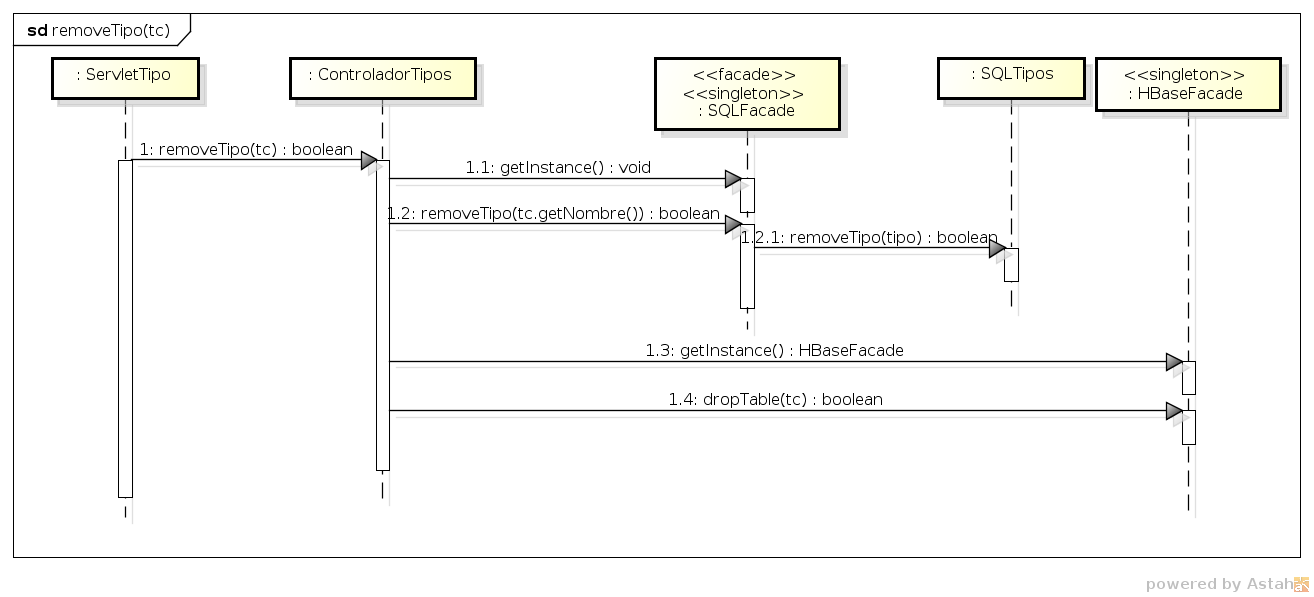 sd removeTipo(tc)
: ServletTipo
: ControladorTipos
<<facade>>
<<singleton>>
: SQLFacade
: SQLTipos
<<singleton>>
: HBaseFacade
1: removeTipo(tc) : boolean
1.1: getInstance() : void
1.2: removeTipo(tc.getNombre()) : boolean
1.2.1: removeTipo(tipo) : boolean
1.3: getInstance() : HBaseFacade
1.4: dropTable(tc) : boolean
powered by Astah